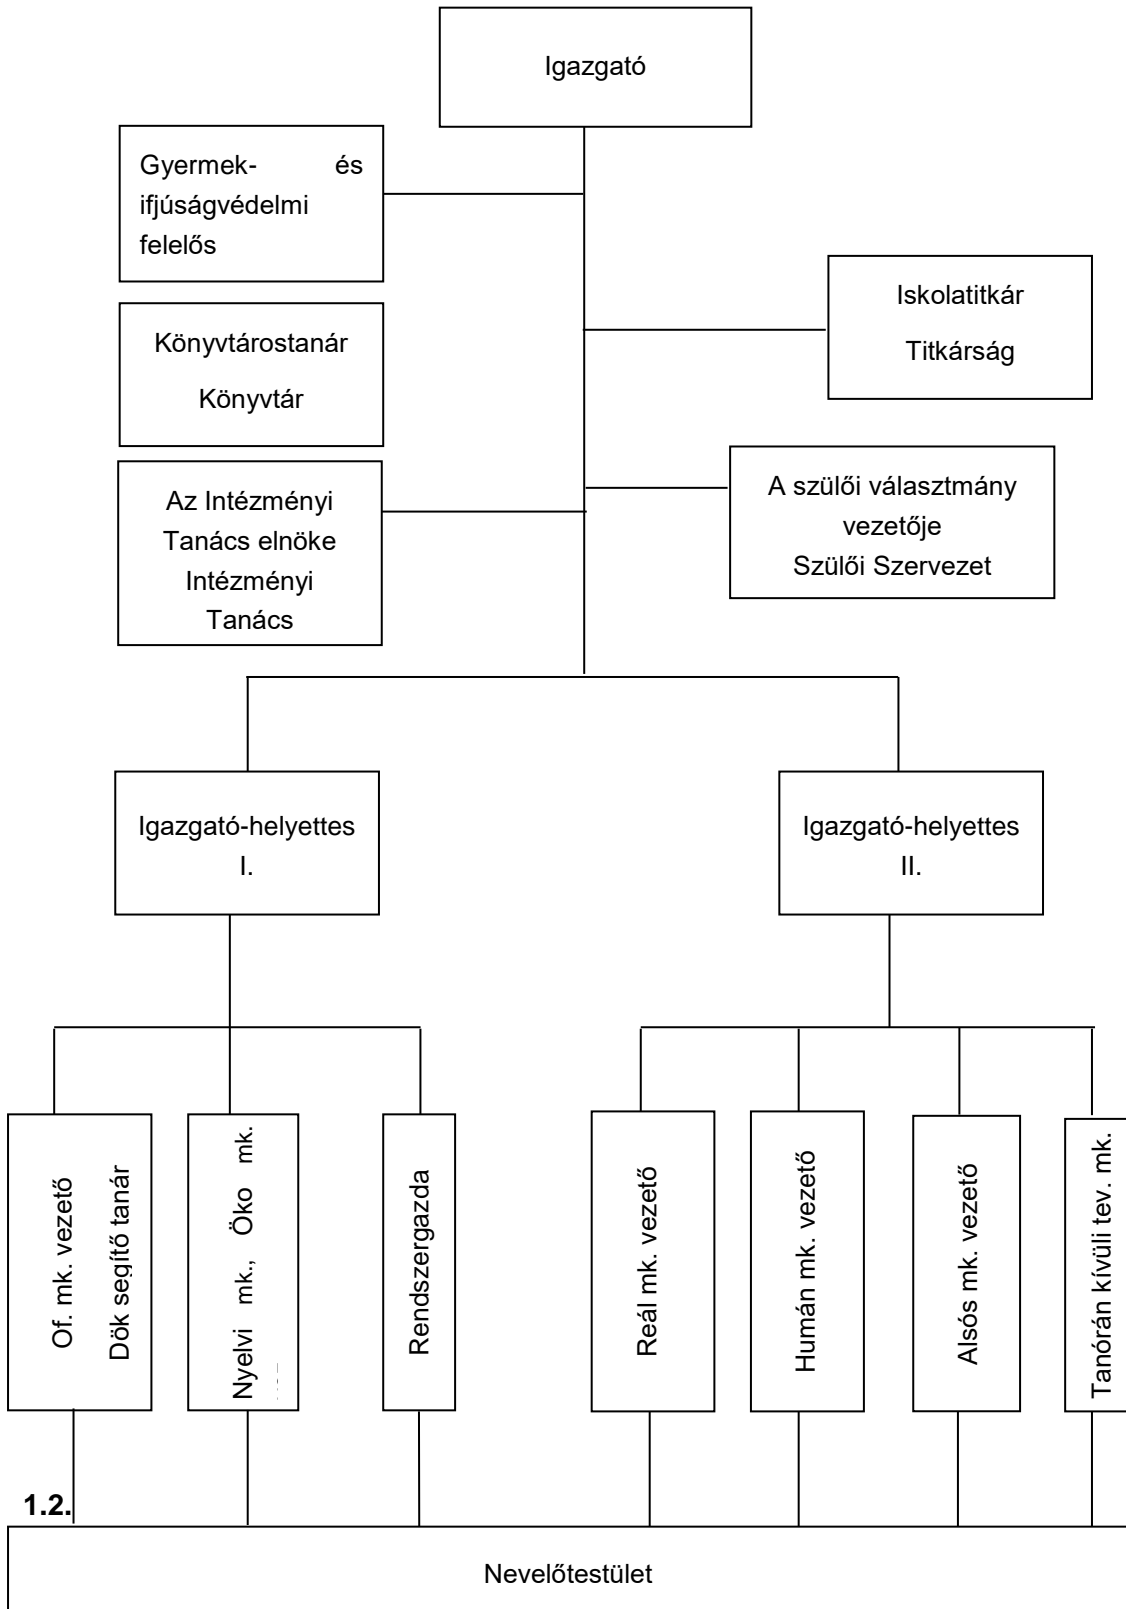 Igazgató
Gyermek- és
ifjúságvédelmi
felelős
Iskolatitkár
Titkárság
Könyvtárostanár
Könyvtár
Az Intézményi
Tanács elnöke
Intézményi
Tanács
A szülői választmány
vezetője
Szülői Szervezet
Igazgató-helyettes
I.
Igazgató-helyettes
II.
Of. mk. vezető
Dök segítő tanár
Nyelvi mk., Öko mk.
Rendszergazda
Reál mk. vezető
Humán mk. vezető
Alsós mk. vezető
Tanórán kívüli tev. mk.
1.2.
Nevelőtestület